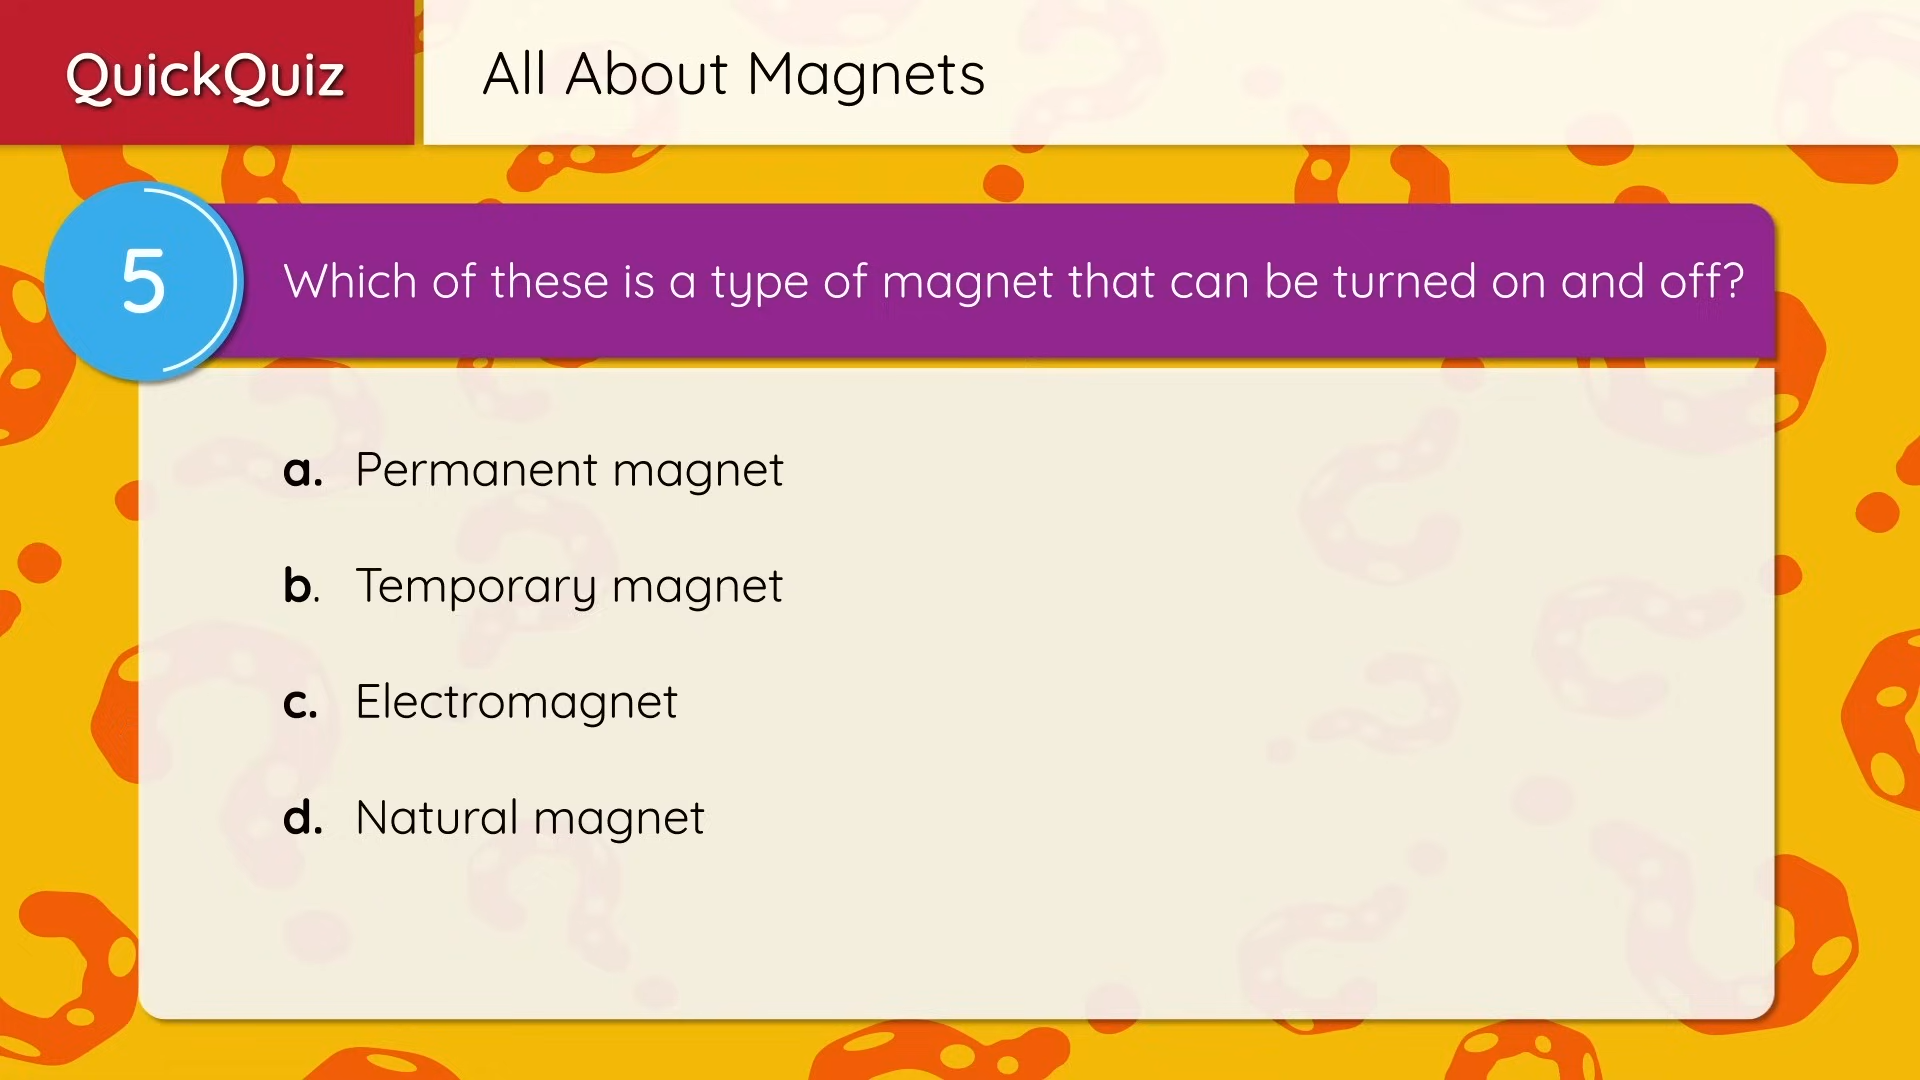 QuickQuiz
All About Magnets
5
Which of these is a type of magnet that can be turned on and off?
a. Permanent magnet
b. Temporary magnet
c. Electromagnet
d. Natural magnet